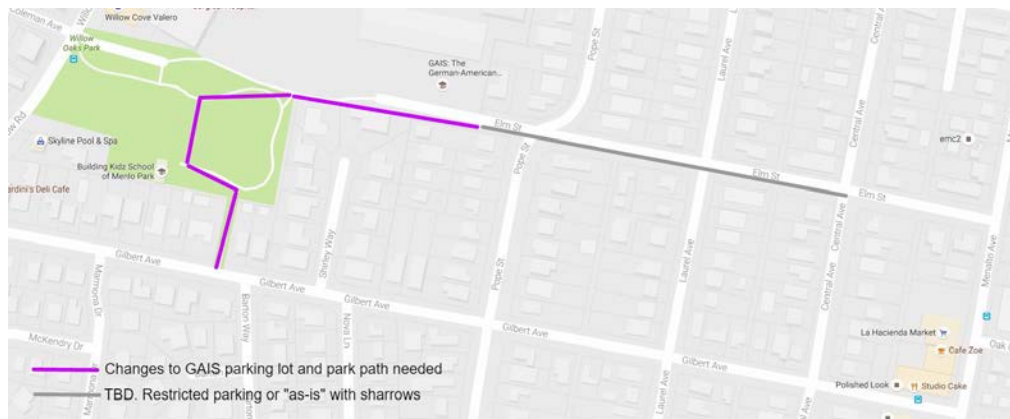 Coleman Ave
Willow Cove Valero
Willow
Oaks Park
GAIS: The
German-American...
Pope St
Laurel Ave
Central Ave
Elm St
emc2
Skyline Pool & Spa
Building Kidz School
of Menlo Park
ardini's Deli Cafe
Pope St
Elm St
Shirley Way
Gilbert Ave
Marmona Dr
Laurel Ave
Central Ave
Menalto Ave
Gilbert Ave
Gilbert Ave
Barton Way
Nova Ln
McKendry Dr
Gilbert Ave
La Hacienda Market
Cafe Zoe
Polished Look
Studio Cake
Changes to GAIS parking lot and park path needed
TBD. Restricted parking or "as-is" with sharrows